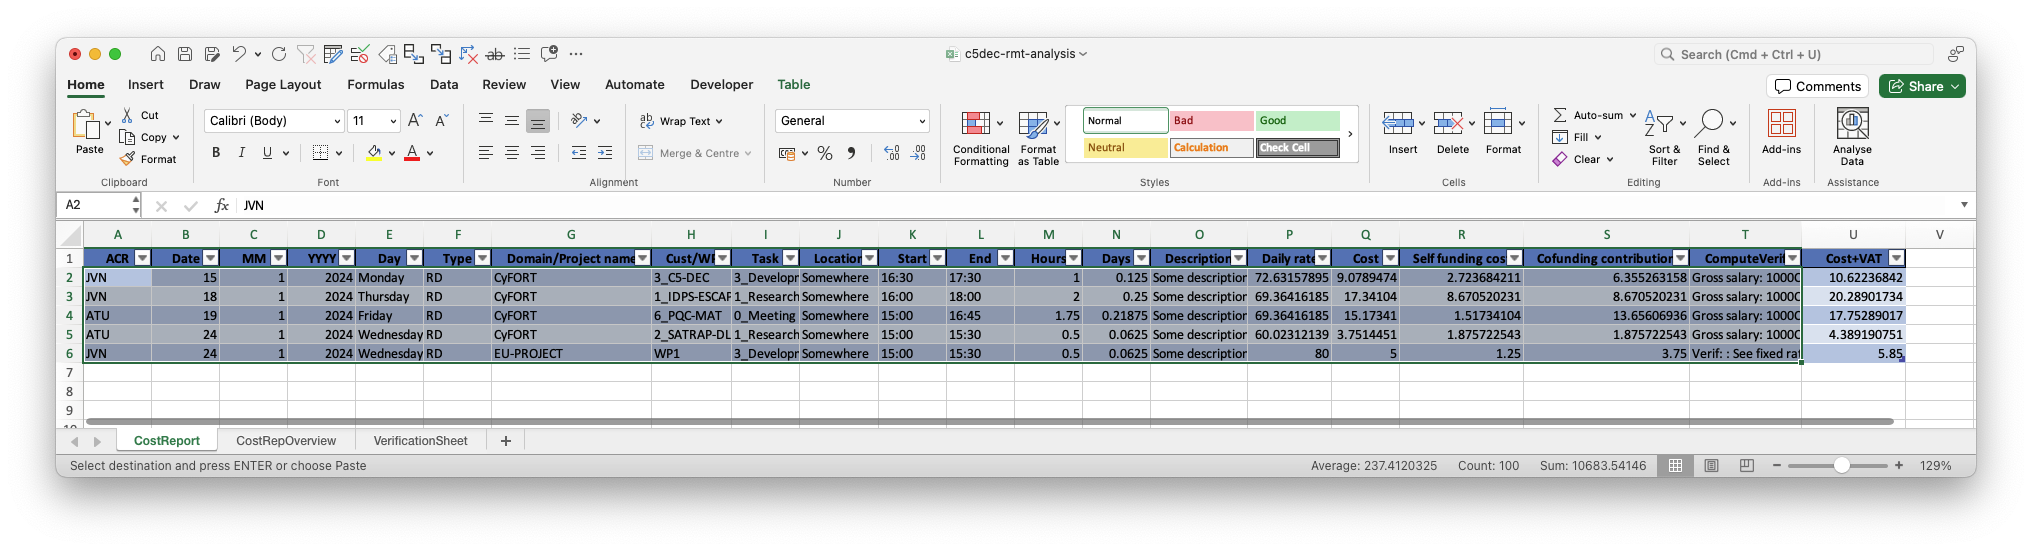 c5dec-rmt-analysis
Search (Cmd + Ctrl + U)
Home Insert Draw Page Layout Formulas Data Review View Automate Developer Table Comments Share
Paste Cut Copy Format
Calibri (Body) 11 A A
B I U A
Wrap Text
Merge & Centre
General
Conditional Formatting
Format as Table
Normal Bad Good
Neutral Calculation Check Cell
Insert Delete Format
Auto-sum
Fill
Clear
Sort & Filter
Find & Select
Add-ins
Analyse Data
Clipboard Font Alignment Number Styles Cells Editing Add-ins Assistance
A2 fx JVN
A B C D E F G H I J K L M N O P Q R S T U V
1 ACR Date MM YYYY Day Type Domain/Project name Cust/WP Task Location Start End Hours Days Description Daily rate Cost Self funding cos Cofunding contribution ComputeVerif Cost+VAT
2 JVN 15 1 2024 Monday RD CyFORT 3_C5-DEC 3_Developr Somewhere 16:30 17:30 1 0.125 Some description 72.63157895 9.0789474 2.723684211 6.355263158 Gross salary: 1000 10.62236842
3 JVN 18 1 2024 Thursday RD CyFORT 1_IDPS-ESCAP 1_Research Somewhere 16:00 18:00 2 0.25 Some description 69.36416185 17.34104 8.670520231 8.670520231 Gross salary: 1000 20.28901734
4 ATU 19 1 2024 Friday RD CyFORT 6_PQC-MAT 0_Meeting Somewhere 15:00 16:45 1.75 0.21875 Some description 69.36416185 15.17341 1.51734104 13.65606936 Gross salary: 1000 17.75289017
5 ATU 24 1 2024 Wednesday RD CyFORT 2_SATRAP-DL 1_Research Somewhere 15:00 15:30 0.5 0.0625 Some description 60.02312139 3.7514451 1.875722543 1.875722543 Gross salary: 1000 4.389190751
6 JVN 24 1 2024 Wednesday RD EU-PROJECT WP1 3_Developr Somewhere 15:00 15:30 0.5 0.0625 Some description 80 5 1.25 3.75 Verif: : See fixed ra 5.85
7
8
9
CostReport CostRepOverview VerificationSheet +
Select destination and press ENTER or choose Paste Average: 237.4120325 Count: 100 Sum: 10683.54146 129%